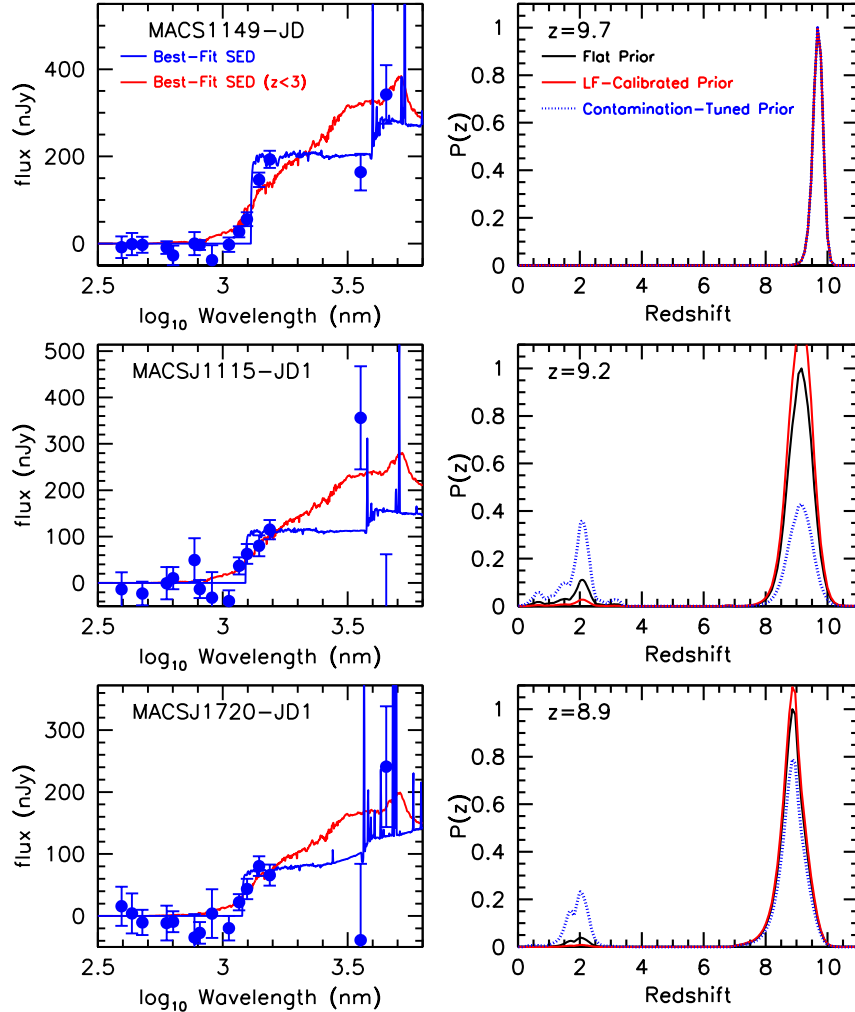 MACS1149-JD
Best-Fit SED
Best-Fit SED (z<3)
flux (nJy)
0
200
400
2.5
3
3.5
log10 Wavelength (nm)
z=9.7
Flat Prior
LF-Calibrated Prior
Contamination-Tuned Prior
P(z)
0
0.2
0.4
0.6
0.8
1
0
2
4
6
8
10
Redshift
MACSJ1115-JD1
flux (nJy)
0
100
200
300
400
500
2.5
3
3.5
log10 Wavelength (nm)
z=9.2
P(z)
0
0.2
0.4
0.6
0.8
1
0
2
4
6
8
10
Redshift
MACSJ1720-JD1
flux (nJy)
0
100
200
300
2.5
3
3.5
log10 Wavelength (nm)
z=8.9
P(z)
0
0.2
0.4
0.6
0.8
1
0
2
4
6
8
10
Redshift